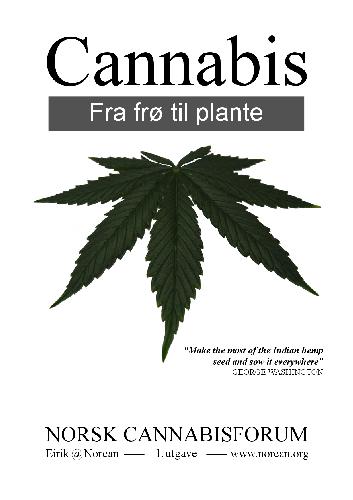 Cannabis
Fra frø til plante
"Make the most of the Indian hemp
seed and sow it everywhere"
GEORGE WASHINGTON
NORSK CANNABISFORUM
Eirik @ Norcan —— 1. utgave —— www.norcan.org